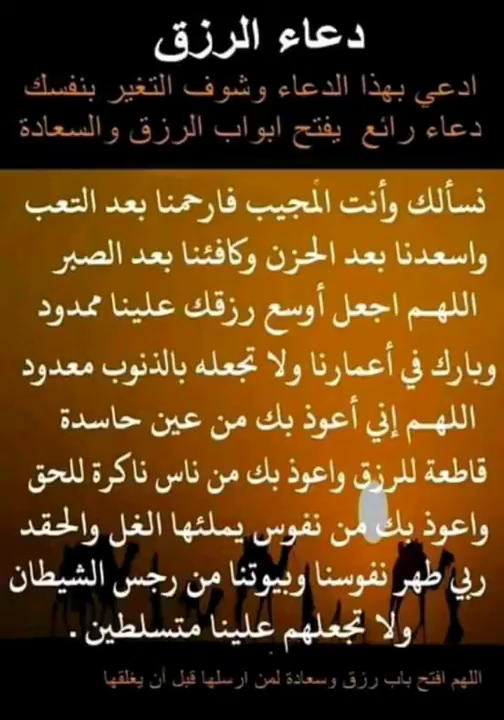 دعاء الرزق
ادعي بهذا الدعاء وشوف التغير بنفسك
دعاء رائع يفتح ابواب الرزق والسعادة
نسألك وأنت المجيب فارحمنا بعد التعب
واسعدنا بعد الحزن وكافئنا بعد الصبر
اللهم اجعل أوسع رزقك علينا ممدود
وبارك في أعمارنا ولا تجعله بالذنوب معدود
اللهم إني أعوذ بك من عين حاسدة
قاطعة للرزق واعوذ بك من ناس ناكرة للحق
واعوذ بك من نفوس يملئها الغل والحقد
ربي طهر نفوسنا وبيوتنا من رجس الشيطان
ولا تجعلهم علينا متسلطين .
اللهم افتح باب رزق وسعادة لمن ارسلها قبل أن يغلقها